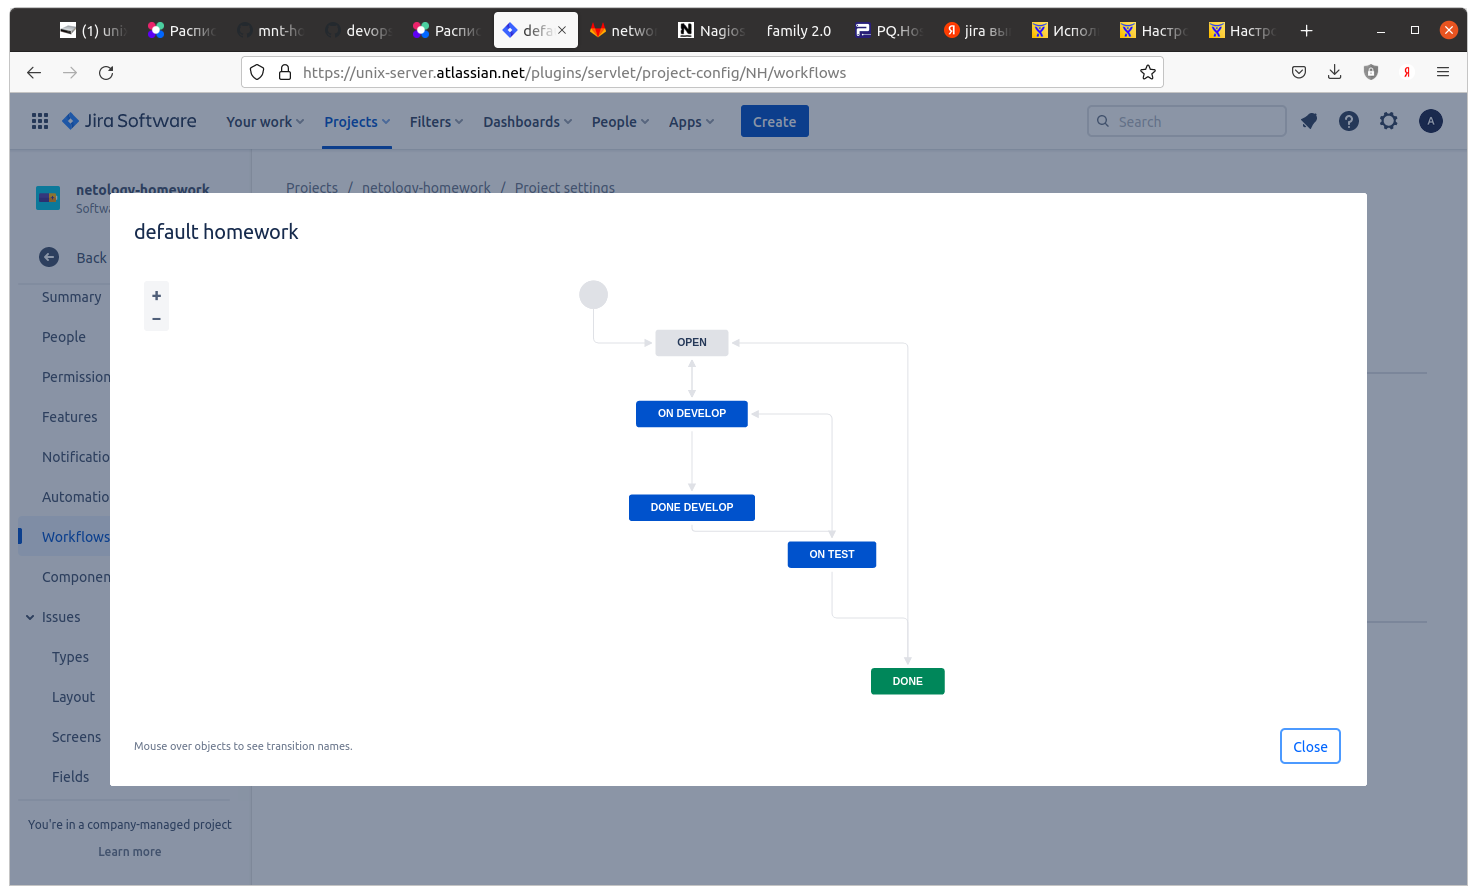 (1) uni
Распис
mnt-ho
devops
Распис
defa
netwo
Nagios
family 2.0
PQ.Hos
jira вы
Испол
Настро
Настро
https://unix-server.atlassian.net/plugins/servlet/project-config/NH/workflows
Jira Software
Your work
Projects
Filters
Dashboards
People
Apps
Create
Search
A
netology-homework
Softwa
Projects / netology-homework / Project settings
default homework
Back
Summary
People
Permission
Features
Notificatio
Automatio
Workflows
Componen
Issues
Types
Layout
Screens
Fields
You're in a company-managed project
Learn more
+
−
OPEN
ON DEVELOP
DONE DEVELOP
ON TEST
DONE
Mouse over objects to see transition names.
Close